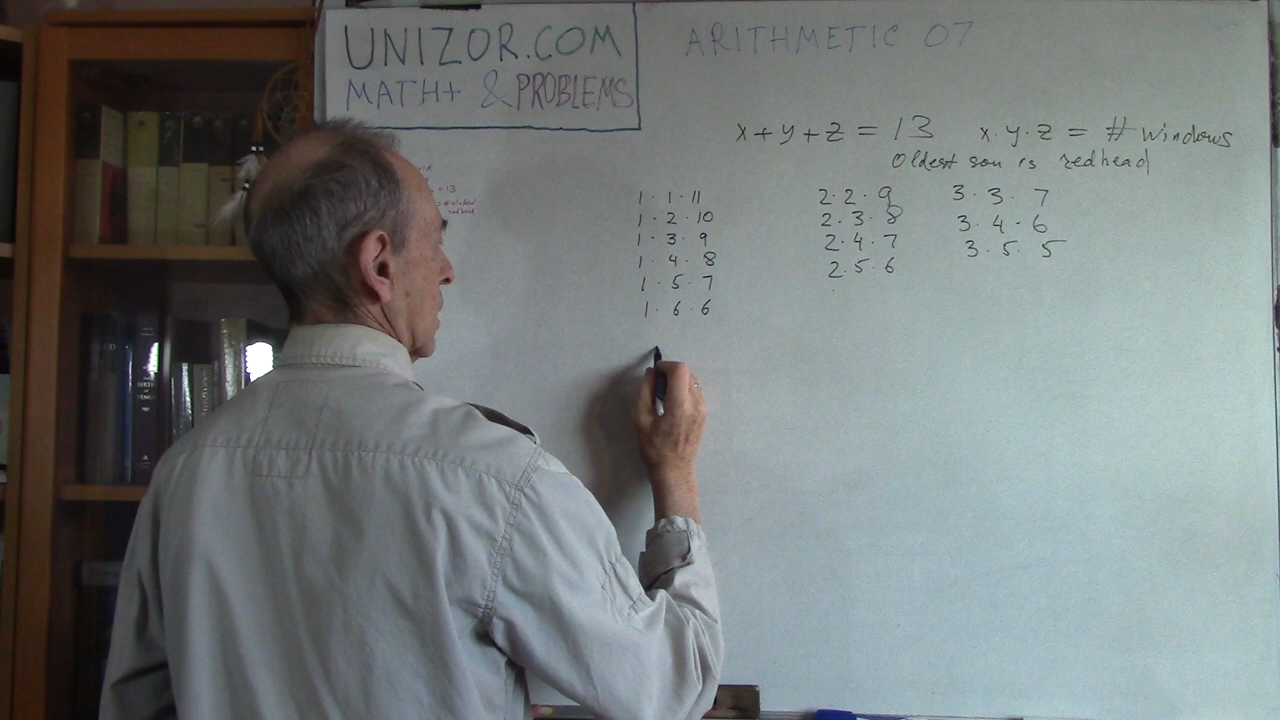 UNIZOR.COM
MATH+ & PROBLEMS
ARITHMETIC 07
x+y+z = 13 x·y·z = # windows
Oldest son is redhead
= 13
1·1·11
1·2·10
1·3·9
1·4·8
1·5·7
1·6·6
2·2·9
2·3·8
2·4·7
2·5·6
3·3·7
3·4·6
3·5·5